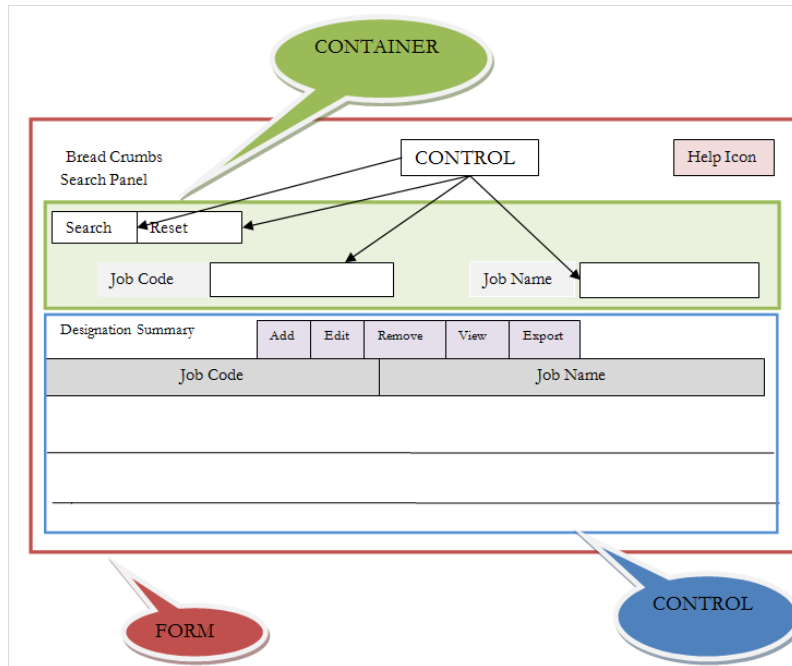 CONTAINER
Bread Crumbs
CONTROL
Help Icon
Search Panel
Search Reset
Job Code Job Name
Designation Summary Add Edit Remove View Export
Job Code Job Name
CONTROL
FORM